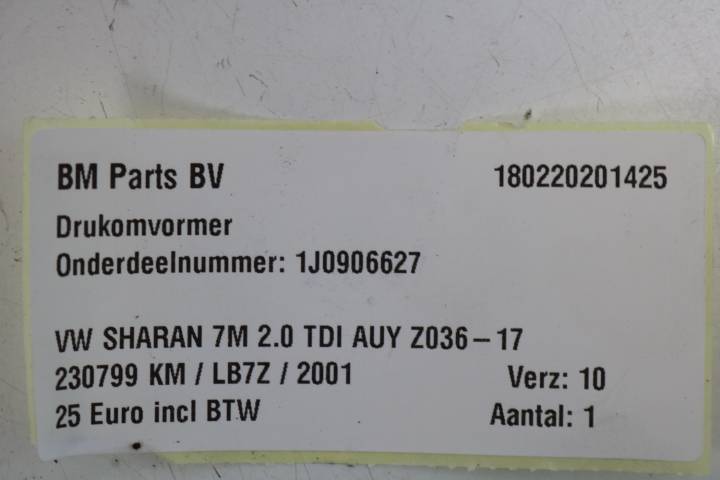 BM Parts BV 180220201425
Drukomvormer
Onderdeelnummer: 1J0906627
VW SHARAN 7M 2.0 TDI AUY Z036-17
230799 KM / LB7Z / 2001 Verz: 10
25 Euro incl BTW Aantal: 1